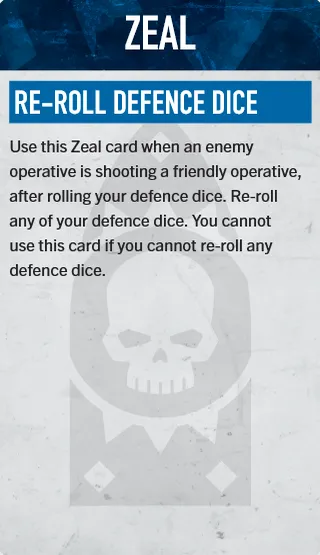 ZEAL
RE-ROLL DEFENCE DICE
Use this Zeal card when an enemy
operative is shooting a friendly operative,
after rolling your defence dice. Re-roll
any of your defence dice. You cannot
use this card if you cannot re-roll any
defence dice.